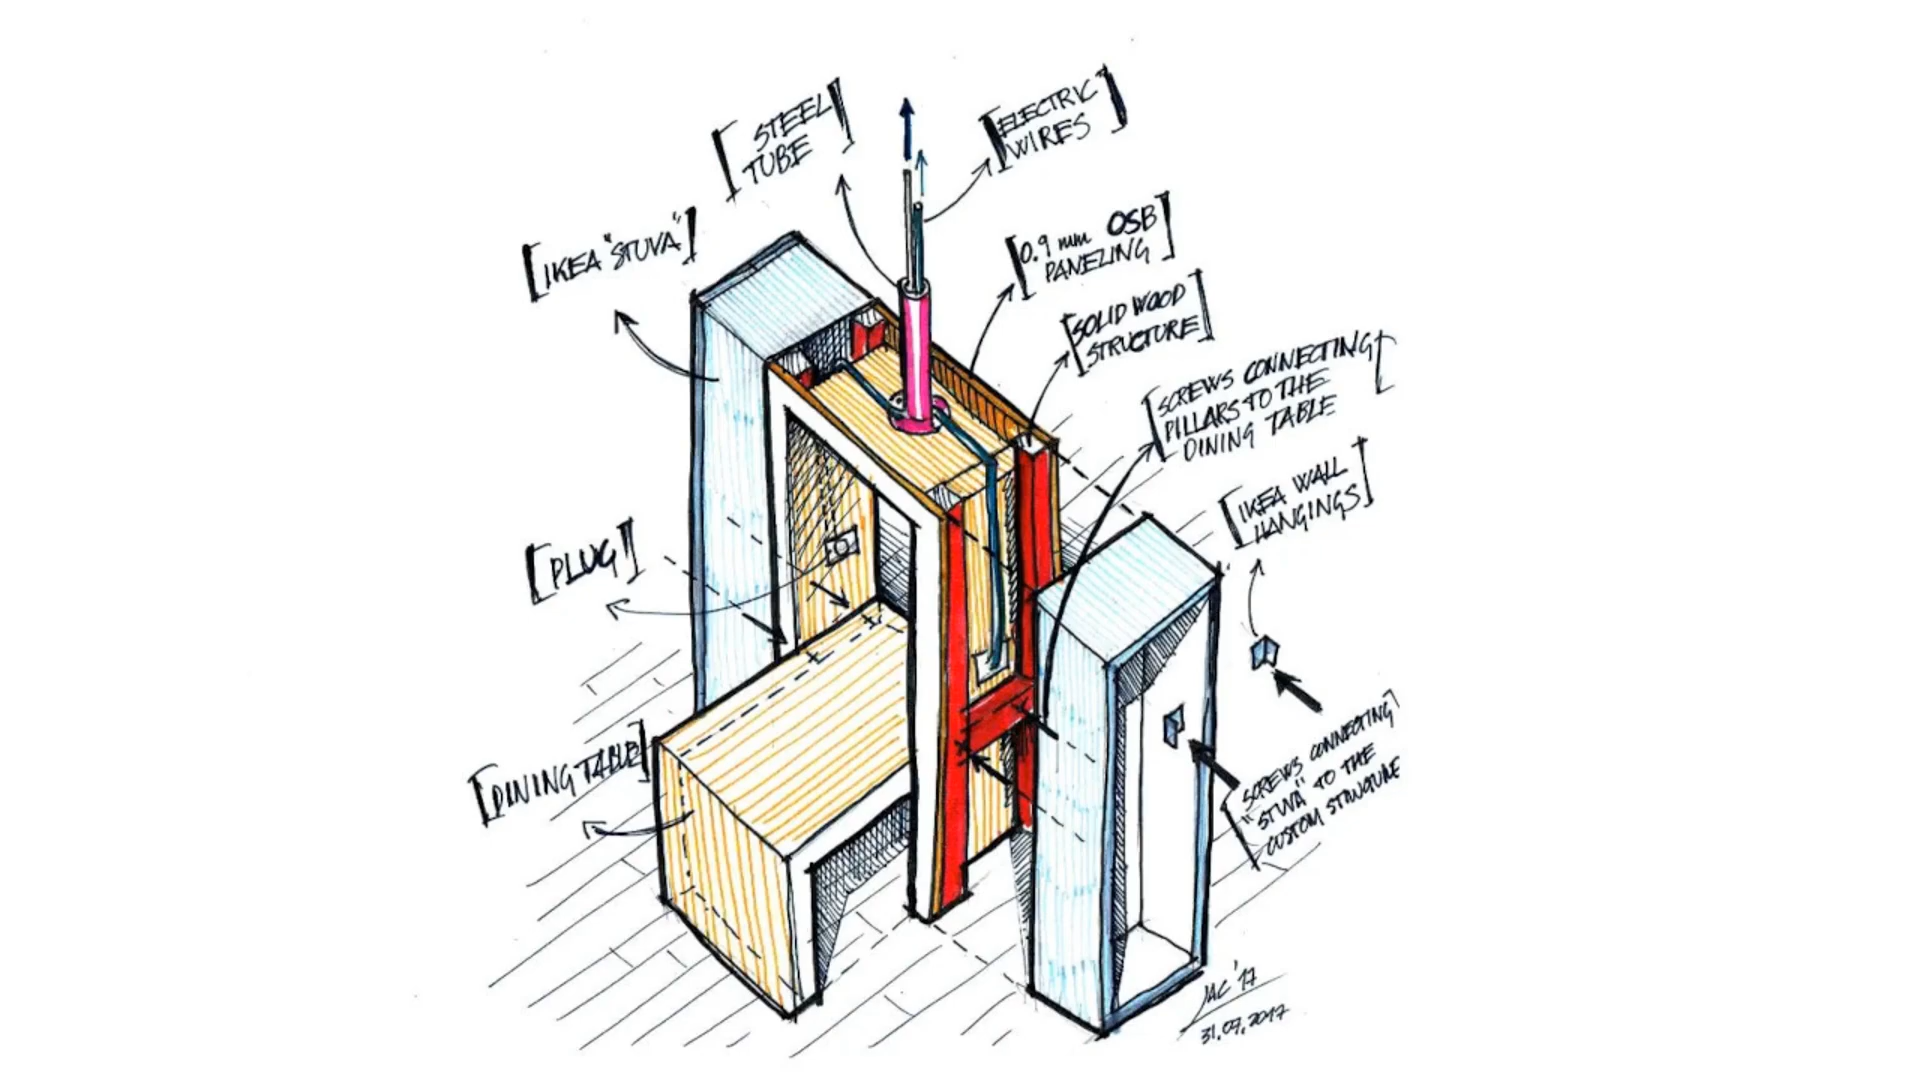 [STEEL
TUBE]
[ELECTRIC
WIRES]
[IKEA "STUVA"]
[0.9 mm OSB
PANELING]
[SOLID WOOD
STRUCTURE]
[SCREWS CONNECTING
PILLARS TO THE
DINING TABLE]
[IKEA WALL
HANGINGS]
[PLUG]
[DINING TABLE]
[SCREWS CONNECTING
"STUVA" TO THE
CUSTOM
JAC '17
31.07.2017